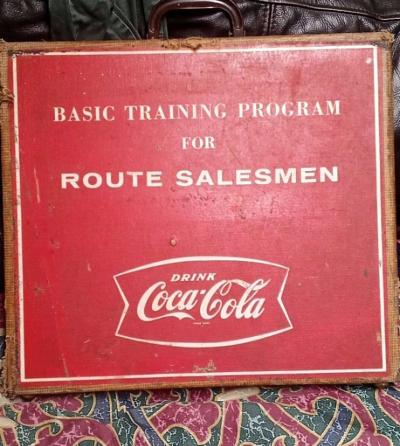 BASIC TRAINING PROGRAM
FOR
ROUTE SALESMEN
DRINK
Coca-Cola